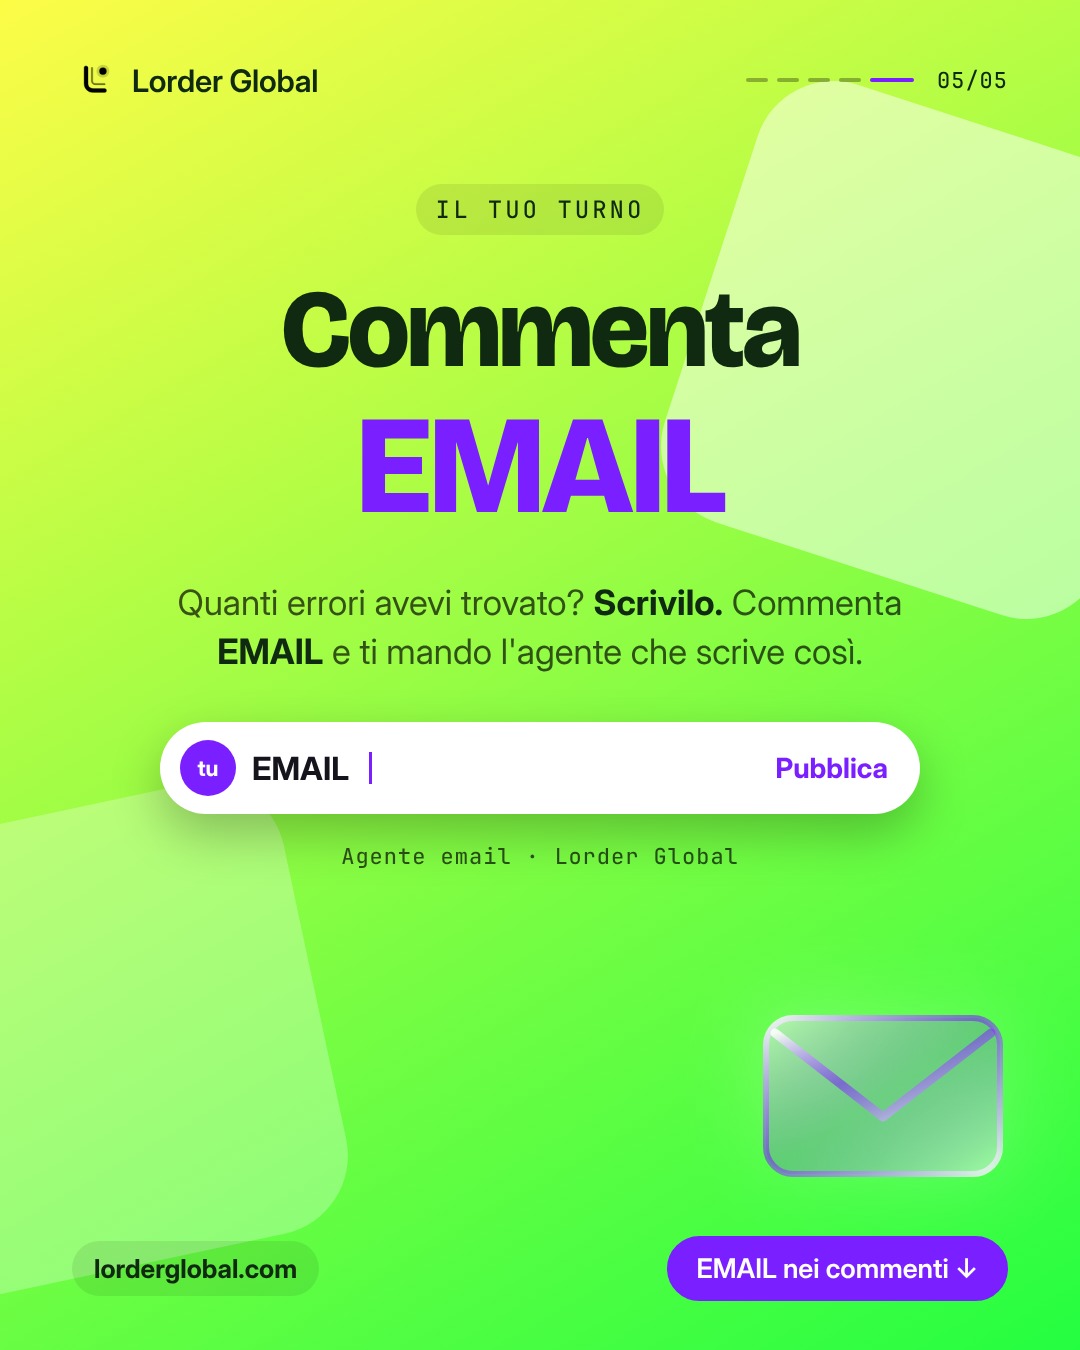 Lorder Global
05/05
IL TUO TURNO
Commenta
EMAIL
Quanti errori avevi trovato? Scrivilo. Commenta
EMAIL e ti mando l'agente che scrive così.
tu EMAIL Pubblica
Agente email · Lorder Global
lorderglobal.com
EMAIL nei commenti ↓